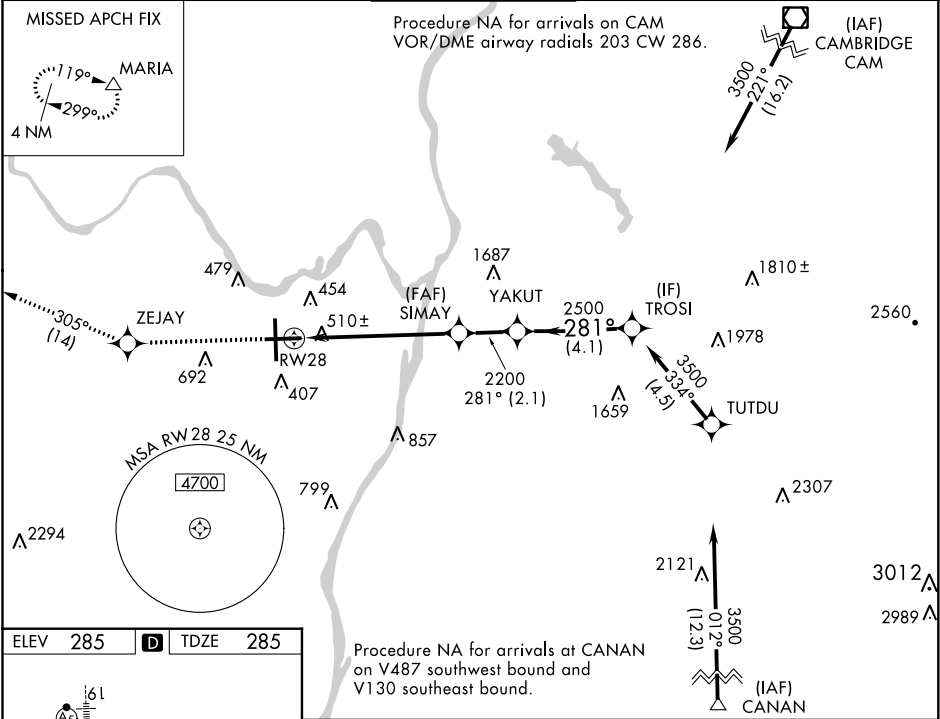 MISSED APCH FIX
119°
MARIA
299°
4 NM
Procedure NA for arrivals on CAM
VOR/DME airway radials 203 CW 286.
(IAF)
CAMBRIDGE
CAM
3500
221°
(16.2)
1687
479
454
(FAF)
SIMAY
YAKUT
2500
281°
(4.1)
(IF)
TROSI
1810±
2560
305°
(14)
ZEJAY
510±
RW28
692
407
2200
281° (2.1)
1978
3500
334°
(4.5)
1659
TUTDU
857
MSA RW 28 25 NM
4700
799
2307
2294
2121
3012
2989
3500
012°
(12.3)
ELEV 285 D TDZE 285
Procedure NA for arrivals at CANAN
on V487 southwest bound and
V130 southeast bound.
(IAF)
CANAN
19
A5